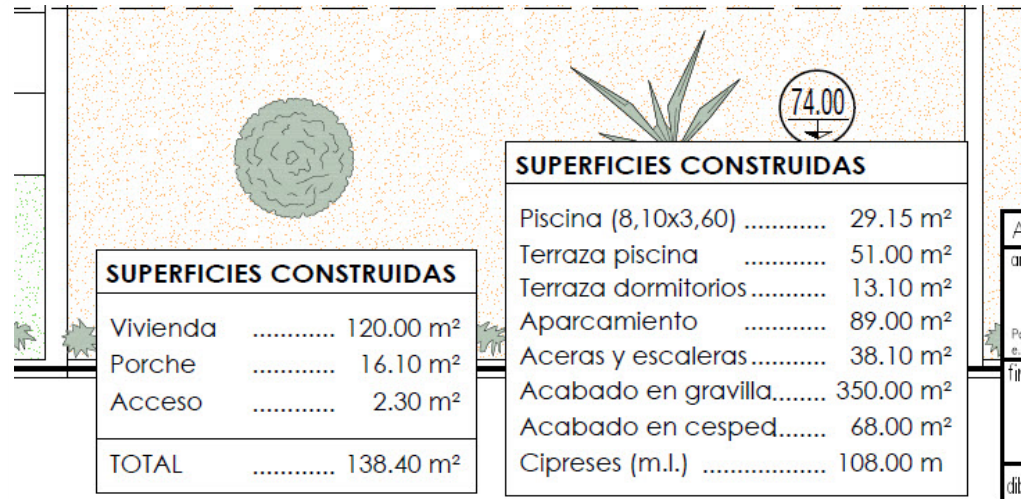 74.00
SUPERFICIES CONSTRUIDAS
Vivienda ............ 120.00 m²
Porche ............ 16.10 m²
Acceso ............ 2.30 m²
TOTAL ............ 138.40 m²
SUPERFICIES CONSTRUIDAS
Piscina (8,10x3,60) ............ 29.15 m²
Terraza piscina ............ 51.00 m²
Terraza dormitorios ........... 13.10 m²
Aparcamiento ............ 89.00 m²
Aceras y escaleras ........... 38.10 m²
Acabado en gravilla ........ 350.00 m²
Acabado en cesped ....... 68.00 m²
Cipreses (m.l.) .................. 108.00 m